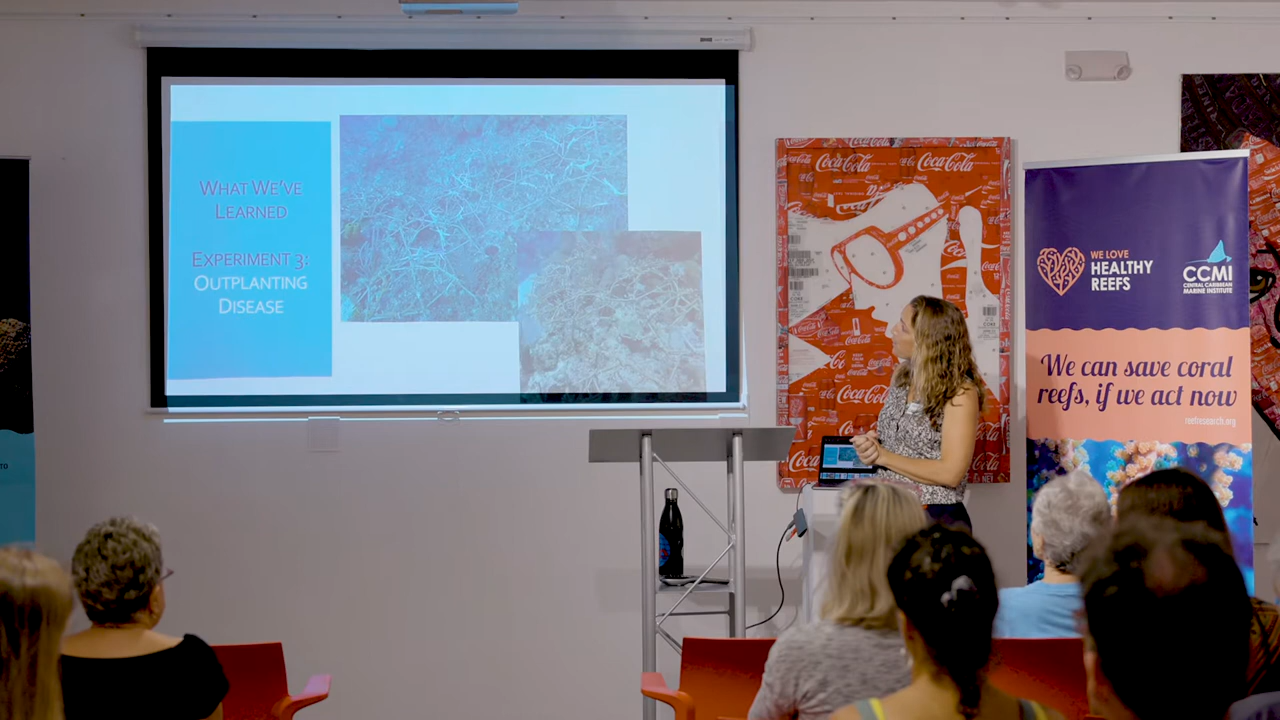 WHAT WE'VE
LEARNED
EXPERIMENT 3:
OUTPLANTING
DISEASE
Coca-Cola
Coca-Cola
Coca-Cola
WE LOVE
HEALTHY
REEFS
CCMI
CENTRAL CARIBBEAN
MARINE INSTITUTE
We can save coral
reefs, if we act now
reefresearch.org